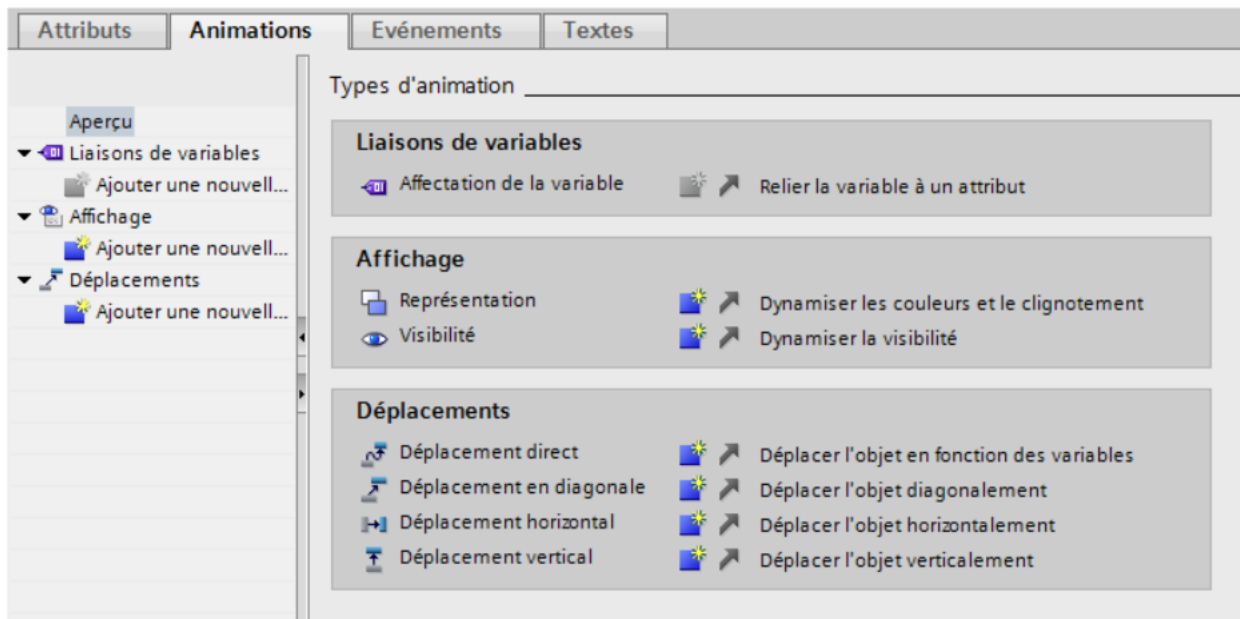 Attributs Animations Evénements Textes
Types d'animation
Aperçu
Liaisons de variables
Ajouter une nouvell...
Affichage
Ajouter une nouvell...
Déplacements
Ajouter une nouvell...
Liaisons de variables
Affectation de la variable Relier la variable à un attribut
Affichage
Représentation Dynamiser les couleurs et le clignotement
Visibilité Dynamiser la visibilité
Déplacements
Déplacement direct Déplacer l'objet en fonction des variables
Déplacement en diagonale Déplacer l'objet diagonalement
Déplacement horizontal Déplacer l'objet horizontalement
Déplacement vertical Déplacer l'objet verticalement